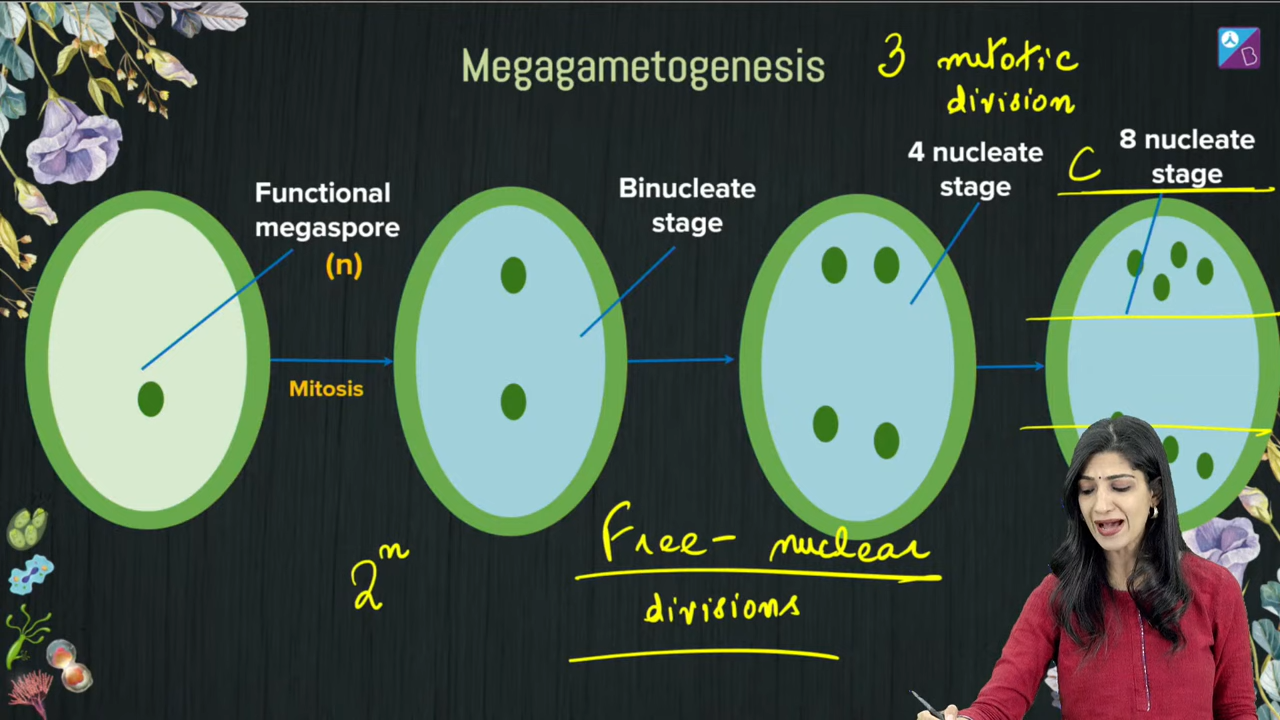 Megagametogenesis
3 mitotic
division
B
Functional
megaspore
(n)
Binucleate
stage
4 nucleate
stage
C
8 nucleate
stage
Mitosis
2^n
Free- nuclear
divisions